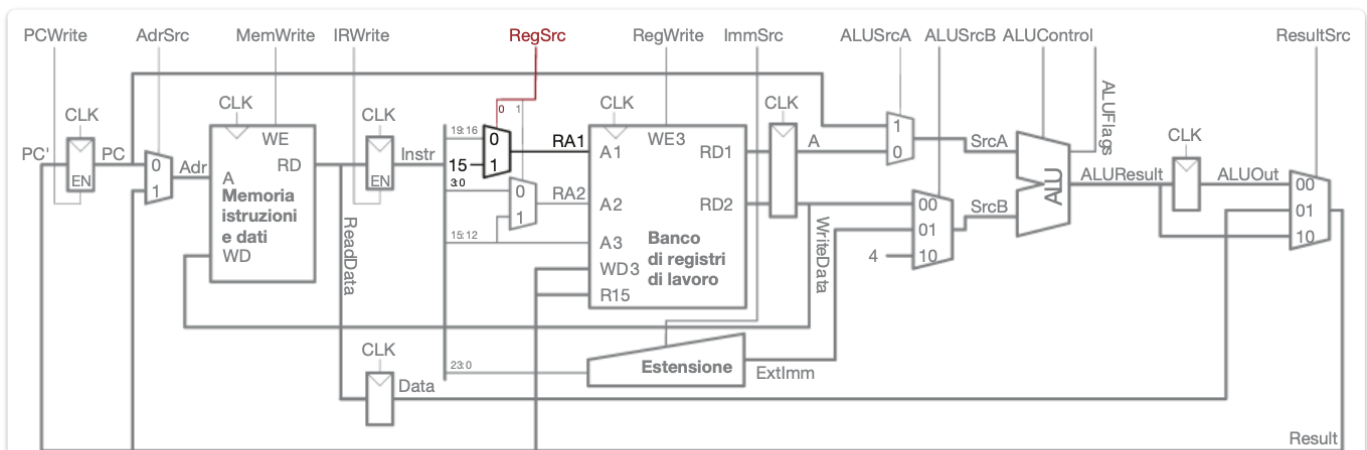 PCWrite AdrSrc MemWrite IRWrite RegSrc RegWrite ImmSrc ALUSrcA ALUSrcB ALUControl ResultSrc
CLK CLK CLK 0 1 CLK CLK ALUFlags CLK
PC' EN PC 0 1 Adr
WE RD A
Memoria
istruzioni
e dati
WD
ReadData
EN Instr
19:16 0 RA1
15 1
3:0 0 RA2
1
15:12
WE3
A1 RD1
A2 RD2
A3
Banco
di registri
di lavoro
WD3
R15
A
WriteData
1
0
SrcA
00
01
4 10
SrcB
ALU
ALUResult
ALUOut
00
01
10
23:0 Estensione ExtImm
CLK
Data
Result